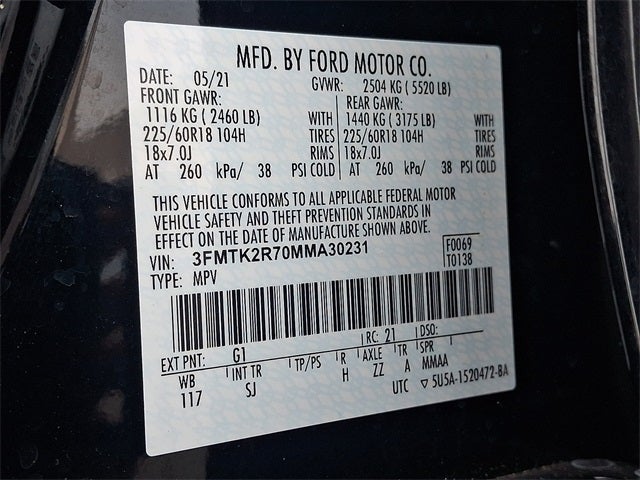 MFD. BY FORD MOTOR CO.
DATE: 05/21 GVWR: 2504 KG ( 5520 LB)
FRONT GAWR: REAR GAWR:
1116 KG ( 2460 LB) WITH 1440 KG ( 3175 LB) WITH
225/60R18 104H TIRES 225/60R18 104H TIRES
18x7.0J RIMS 18x7.0J RIMS
AT 260 kPa/ 38 PSI COLD AT 260 kPa/ 38 PSI COLD
THIS VEHICLE CONFORMS TO ALL APPLICABLE FEDERAL MOTOR
VEHICLE SAFETY AND THEFT PREVENTION STANDARDS IN
EFFECT ON THE DATE OF MANUFACTURE SHOWN ABOVE.
VIN: 3FMTK2R70MMA30231 F0069
TYPE: MPV T0138
EXT PNT: G1 RC: 21 DSO:
WB INT TR TP/PS R AXLE TR SPR
117 SJ H ZZ A MMAA
UTC ▽ 5U5A-1520472-BA